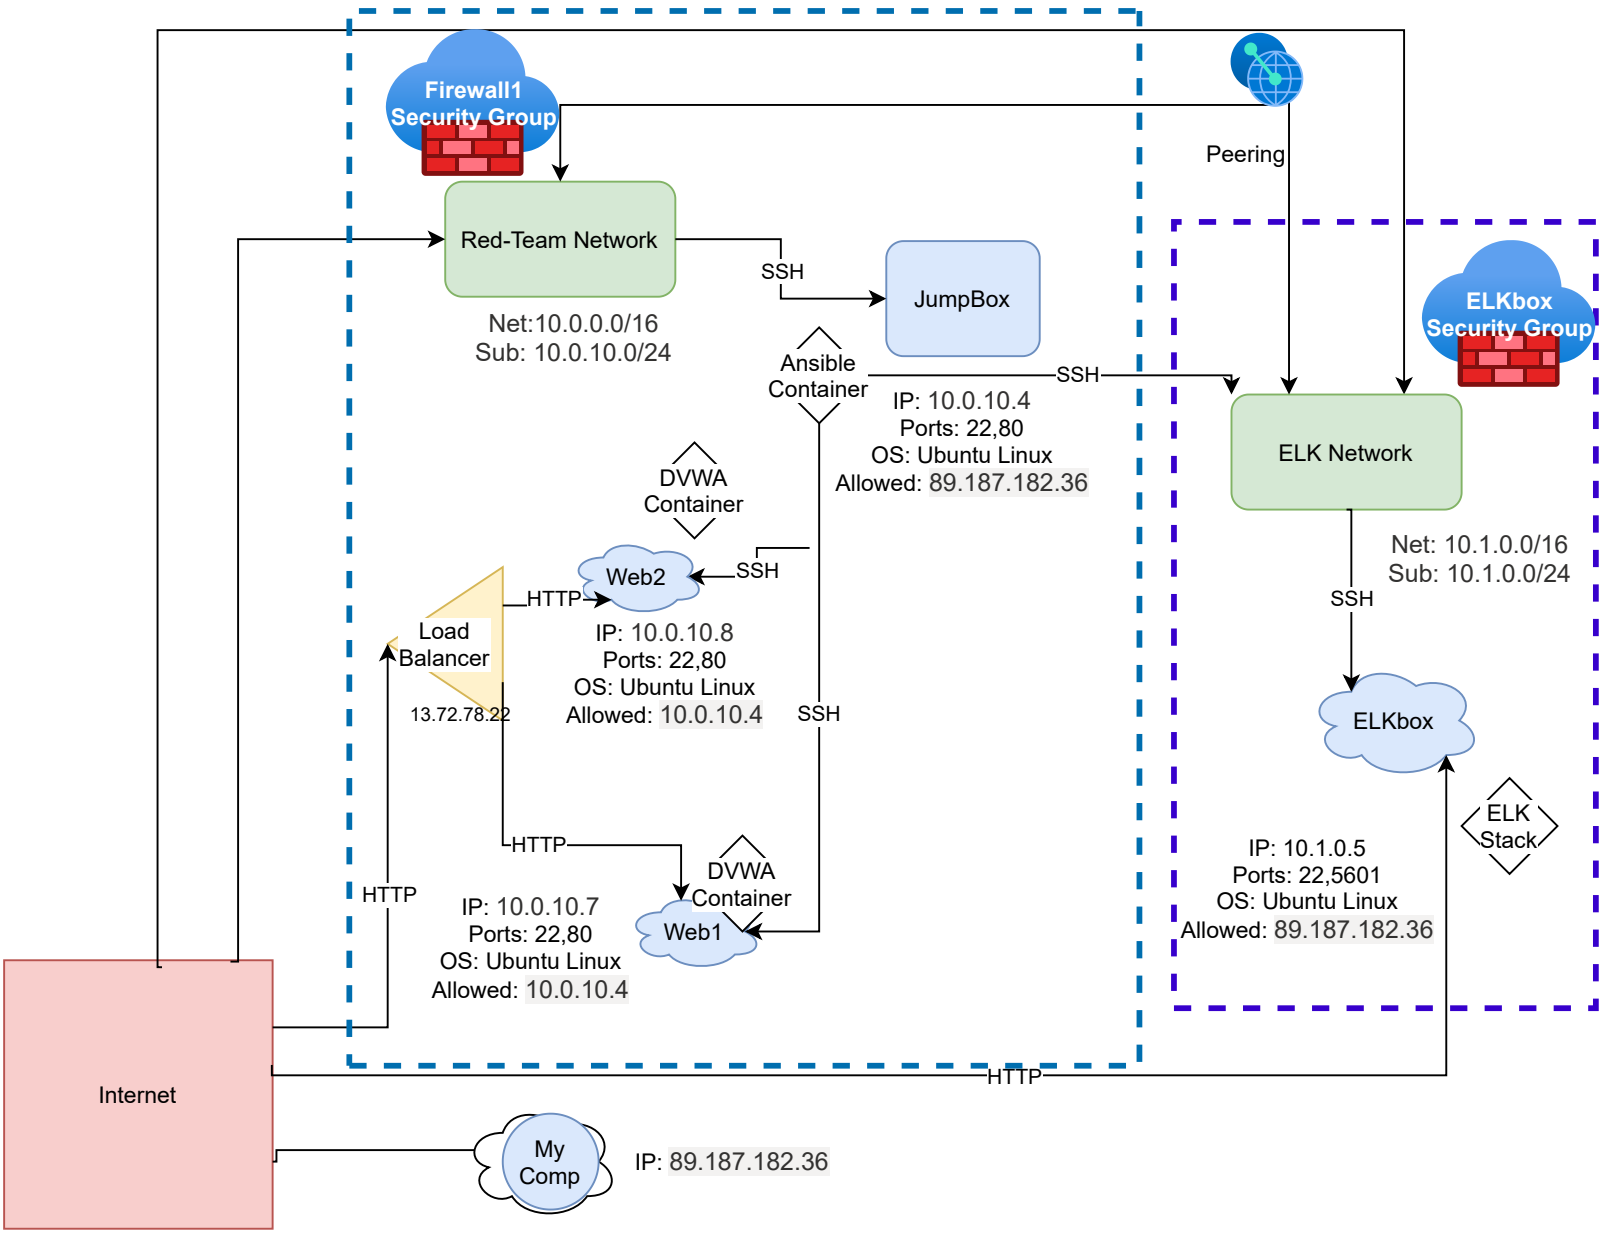 Firewall1
Security Group
Peering
Red-Team Network
SSH
JumpBox
Net:10.0.0.0/16
Sub: 10.0.10.0/24
ELKbox
Security Group
Ansible
Container
SSH
IP: 10.0.10.4
Ports: 22,80
OS: Ubuntu Linux
Allowed: 89.187.182.36
ELK Network
DVWA
Container
Net: 10.1.0.0/16
Sub: 10.1.0.0/24
Web2
SSH
HTTP
SSH
Load
Balancer
13.72.78.22
IP: 10.0.10.8
Ports: 22,80
OS: Ubuntu Linux
Allowed: 10.0.10.4
SSH
ELKbox
ELK
Stack
HTTP
DVWA
Container
IP: 10.1.0.5
Ports: 22,5601
OS: Ubuntu Linux
Allowed: 89.187.182.36
HTTP
IP: 10.0.10.7
Ports: 22,80
OS: Ubuntu Linux
Allowed: 10.0.10.4
Web1
HTTP
Internet
My
Comp
IP: 89.187.182.36